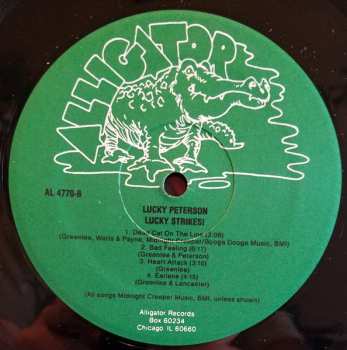 ALLIGATOR
AL 4770-B
LUCKY PETERSON
LUCKY STRIKES!
1. Dead Cat On The Line (3:08)
(Greenlee, Watts & Payne, Midnight Creeper/Booga Dooga Music, BMI)
2. Bad Feeling (6:17)
(Greenlee & Peterson)
3. Heart Attack (3:10)
(Greenlee)
4. Earlene (4:15)
(Greenlee & Lancaster)
(All songs Midnight Creeper Music, BMI, unless shown)
Alligator Records
Box 60234
Chicago IL 60660